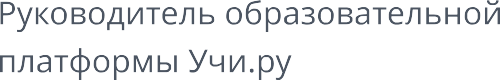 Руководитель образовательной
платформы Учи.ру